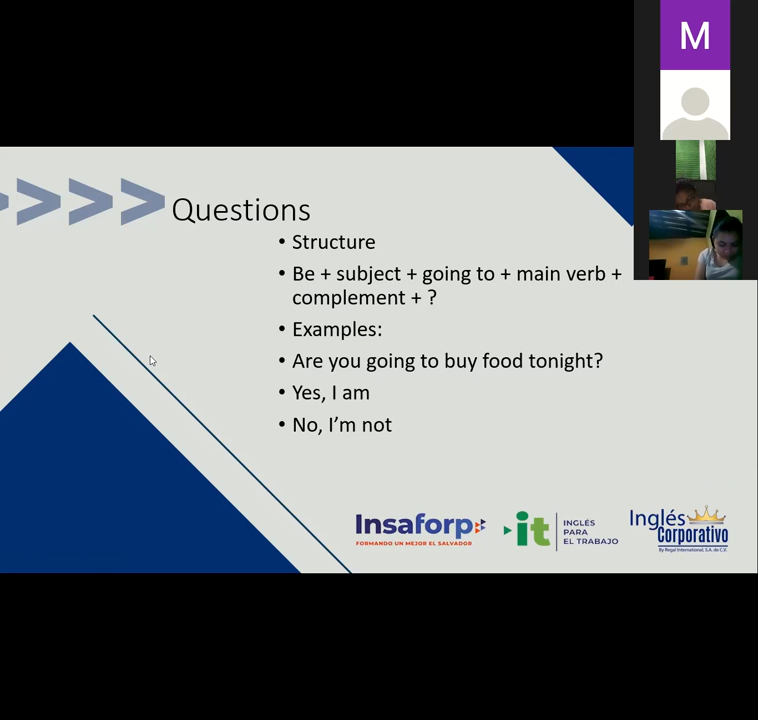 M
>>>> Questions
• Structure
• Be + subject + going to + main verb +
complement + ?
• Examples:
• Are you going to buy food tonight?
• Yes, I am
• No, I’m not
Insaforp
FORMANDO UN MEJOR EL SALVADOR
it
INGLÉS
PARA
EL TRABAJO
Inglés
Corporativo
By Regal International, S.A. de C.V.